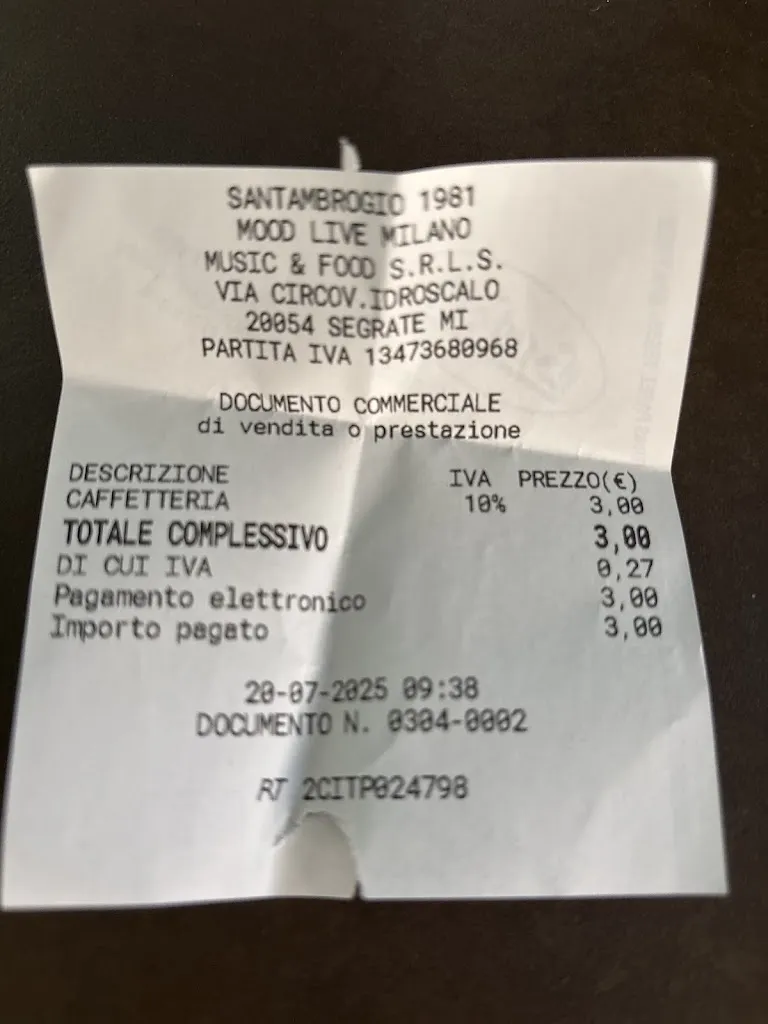 SANTAMBROGIO 1981
MOOD LIVE MILANO
MUSIC & FOOD S.R.L.S.
VIA CIRCOV.IDROSCALO
20054 SEGRATE MI
PARTITA IVA 13473680968
DOCUMENTO COMMERCIALE
di vendita o prestazione
DESCRIZIONE IVA PREZZO(€)
CAFFETTERIA 10% 3,00
TOTALE COMPLESSIVO 3,00
DI CUI IVA 0,27
Pagamento elettronico 3,00
Importo pagato 3,00
20-07-2025 09:38
DOCUMENTO N. 0304-0002
RT 2CITP024798